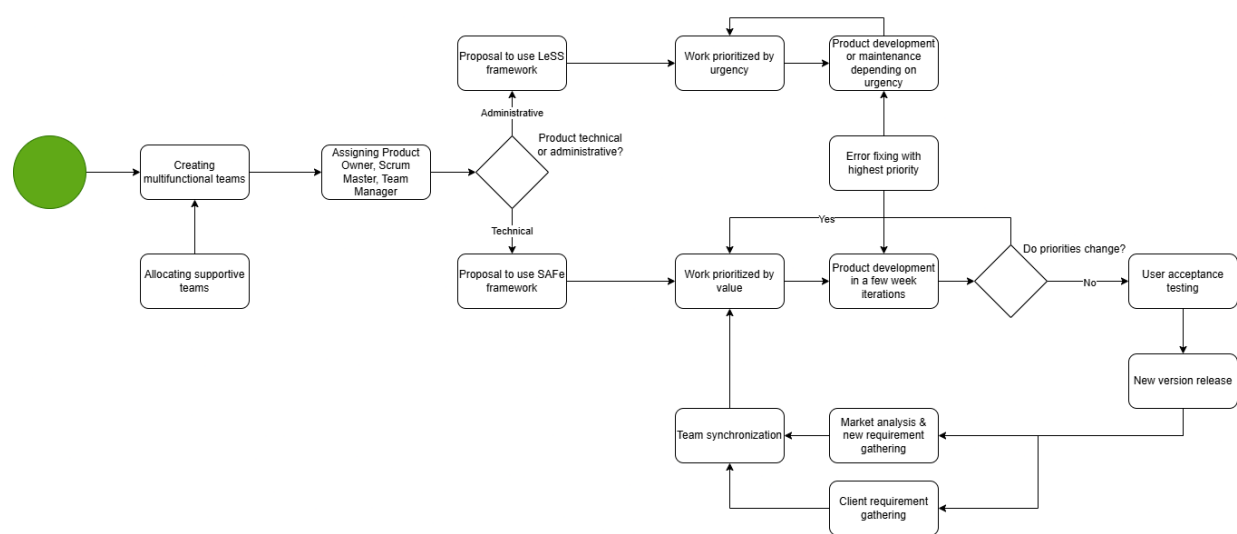 Proposal to use LeSS
framework
Work prioritized by
urgency
Product development
or maintenance
depending on
urgency
Administrative
Product technical
or administrative?
Creating
multifunctional teams
Assigning Product
Owner, Scrum
Master, Team
Manager
Error fixing with
highest priority
Technical
Yes
Do priorities change?
Allocating supportive
teams
Proposal to use SAFe
framework
Work prioritized by
value
Product development
in a few week
iterations
No
User acceptance
testing
New version release
Team synchronization
Market analysis &
new requirement
gathering
Client requirement
gathering